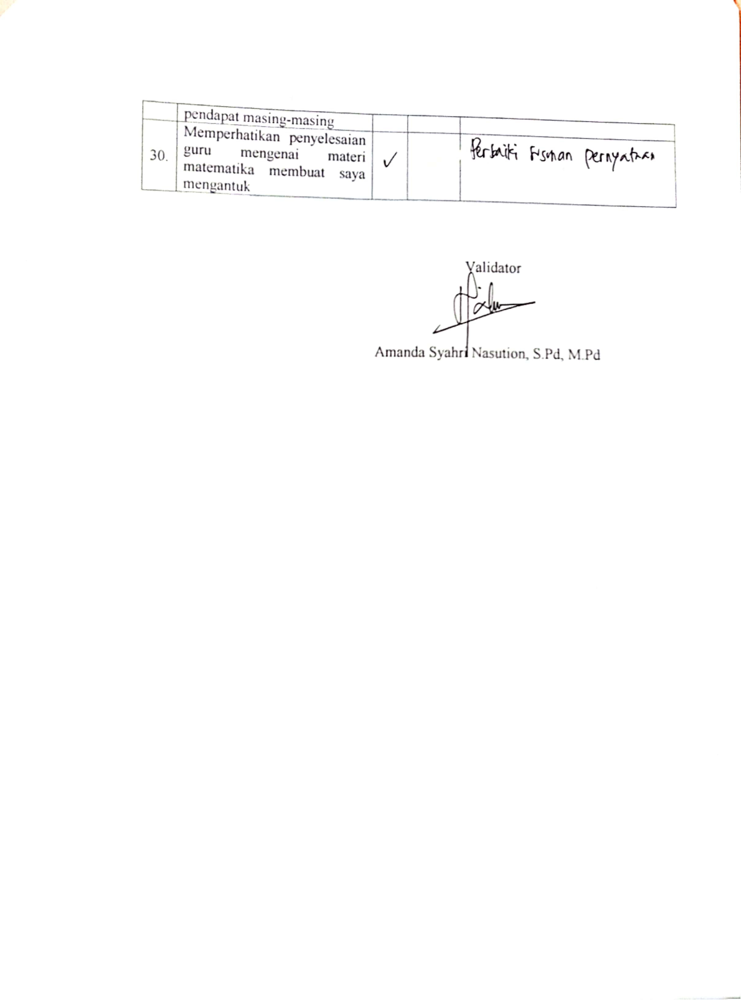 pendapat masing-masing
30.
Memperhatikan penyelesaian
guru mengenai materi
matematika membuat saya
mengantuk
✓
Perbaiki susunan pernyataan
Validator
Amanda Syahri Nasution, S.Pd, M.Pd